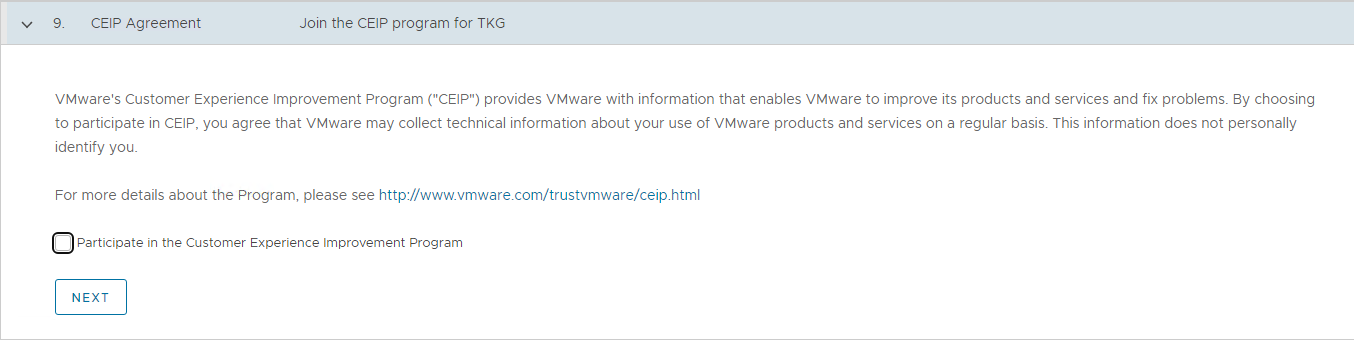 9. CEIP Agreement Join the CEIP program for TKG
VMware's Customer Experience Improvement Program ("CEIP") provides VMware with information that enables VMware to improve its products and services and fix problems. By choosing
to participate in CEIP, you agree that VMware may collect technical information about your use of VMware products and services on a regular basis. This information does not personally
identify you.
For more details about the Program, please see http://www.vmware.com/trustvmware/ceip.html
Participate in the Customer Experience Improvement Program
NEXT